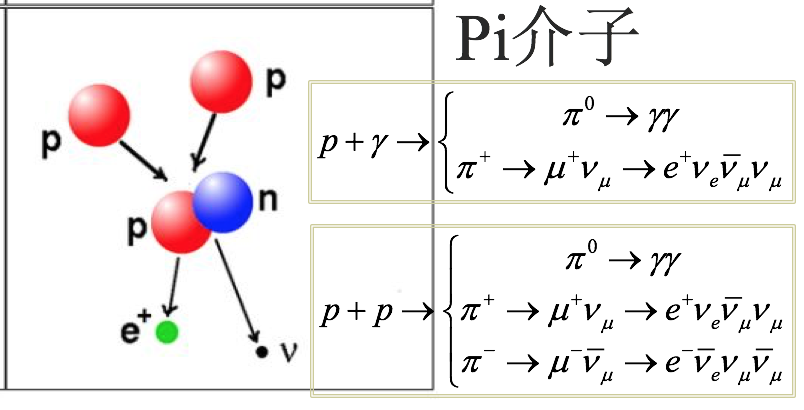 Pi介子
p
p
p
n
e⁺
ν
p + γ → { π⁰ → γγ
π⁺ → μ⁺ν_μ → e⁺ν_e ν̄_μ ν_μ
p + p → { π⁰ → γγ
π⁺ → μ⁺ν_μ → e⁺ν_e ν̄_μ ν_μ
π⁻ → μ⁻ν̄_μ → e⁻ν̄_e ν_μ ν̄_μ